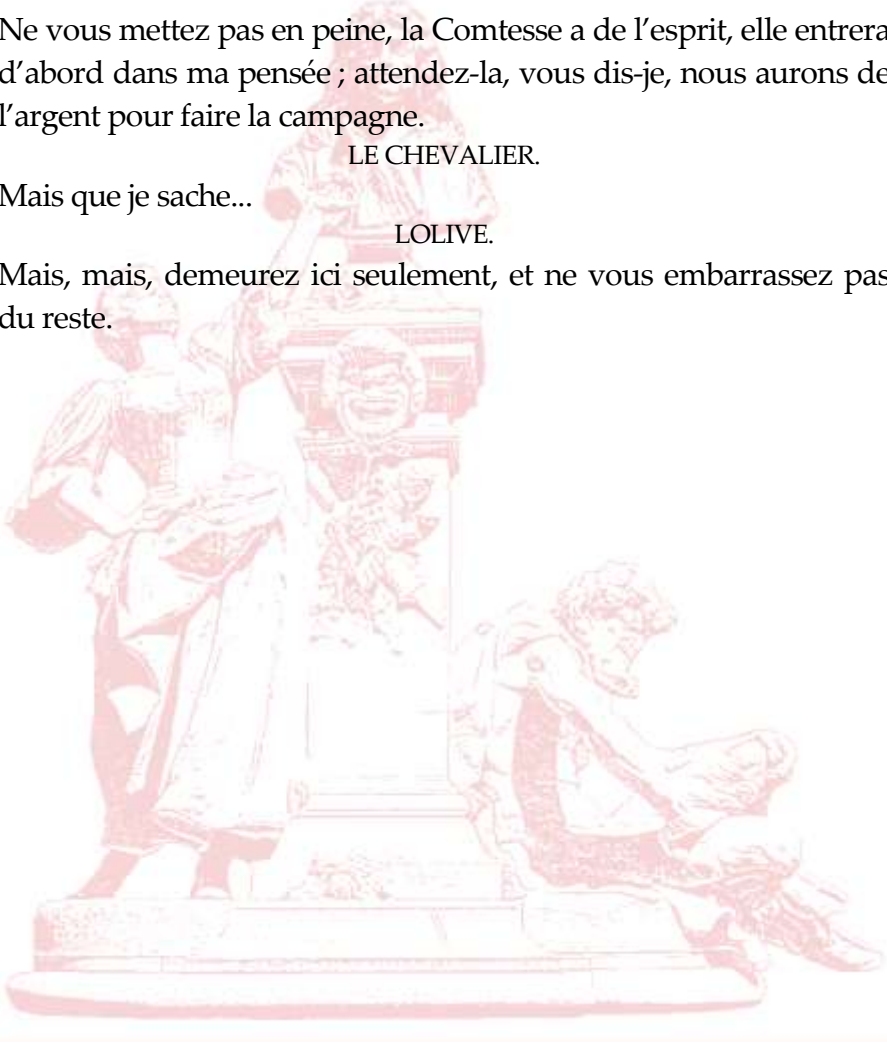 Ne vous mettez pas en peine, la Comtesse a de l’esprit, elle entrera
d’abord dans ma pensée ; attendez-la, vous dis-je, nous aurons de
l’argent pour faire la campagne.
LE CHEVALIER.
Mais que je sache...
LOLIVE.
Mais, mais, demeurez ici seulement, et ne vous embarrassez pas
du reste.